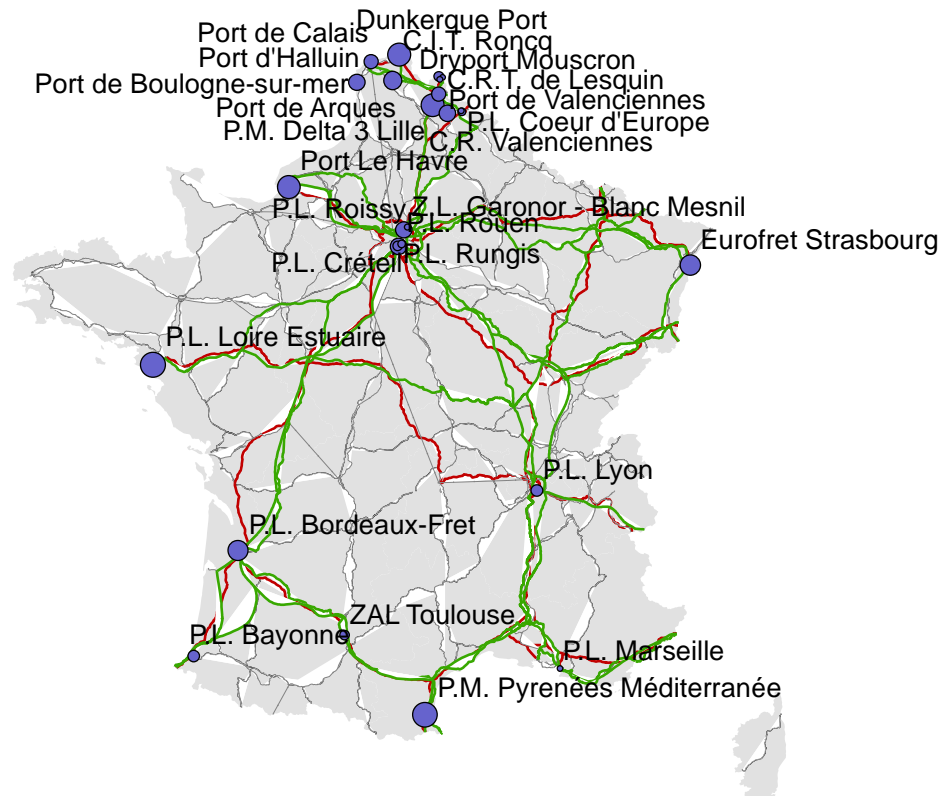 Dunkerque Port
Port de Calais
C.I.T. Roncq
Port d'Halluin
Dryport Mouscron
Port de Boulogne-sur-mer
C.R.T. de Lesquin
Port de Arques
Port de Valenciennes
P.L. Coeur d'Europe
P.M. Delta 3 Lille
C.R. Valenciennes
Port Le Havre
P.L. Roissy
Z.L. Garonor - Blanc Mesnil
P.L. Rouen
Eurofret Strasbourg
P.L. Créteil
P.L. Rungis
P.L. Loire Estuaire
P.L. Lyon
P.L. Bordeaux-Fret
ZAL Toulouse
P.L. Bayonne
P.L. Marseille
P.M. Pyrenées Méditerranée